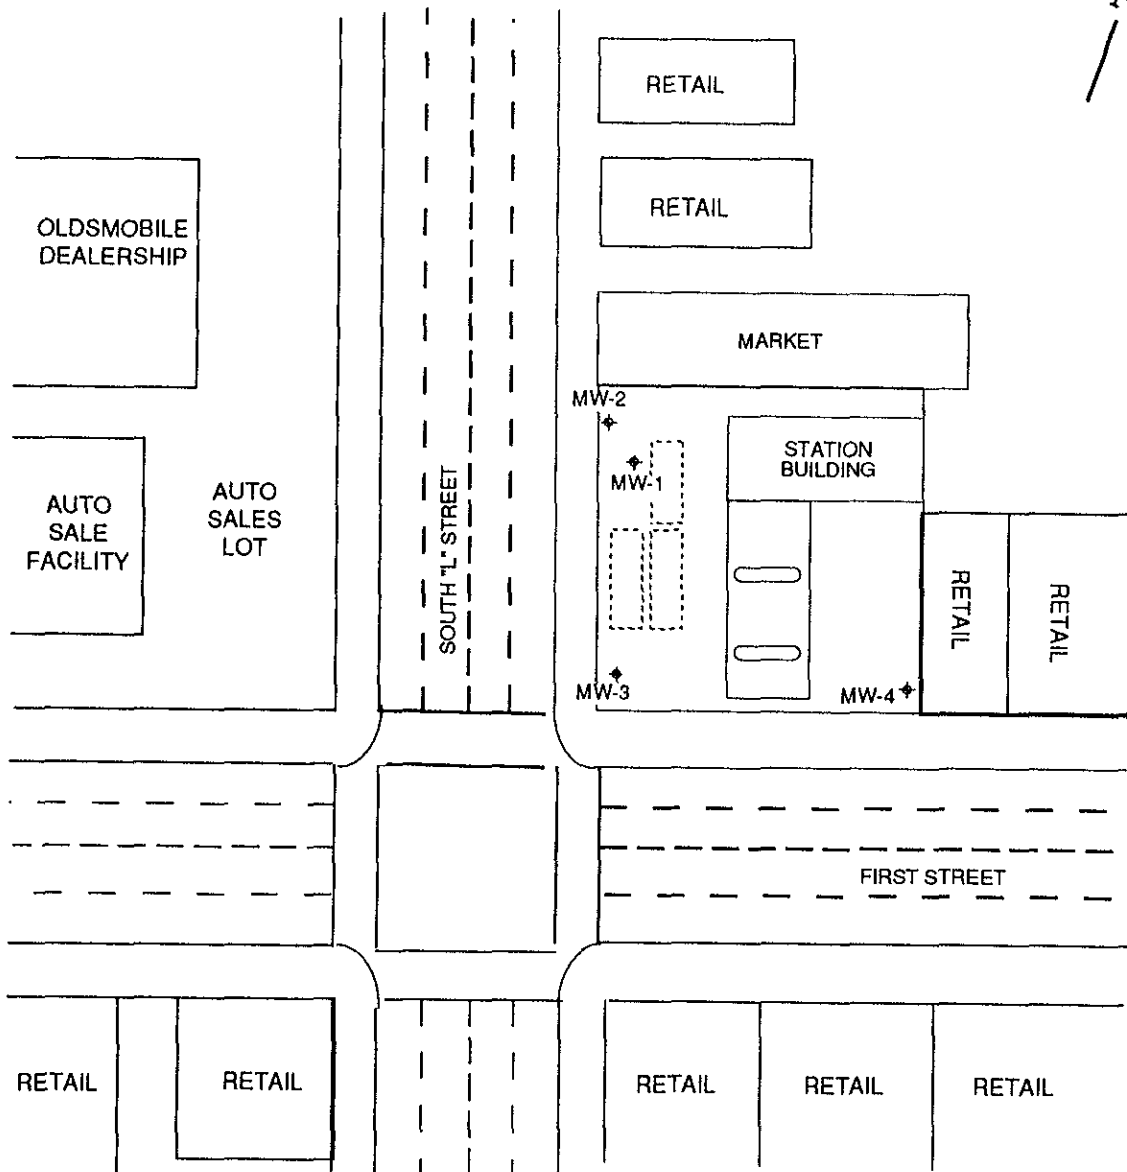 RETAIL
RETAIL
OLDSMOBILE
DEALERSHIP
MARKET
MW-2
STATION
BUILDING
MW-1
AUTO
SALE
FACILITY
AUTO
SALES
LOT
SOUTH "L" STREET
RETAIL
RETAIL
MW-3
MW-4
FIRST STREET
RETAIL
RETAIL
RETAIL
RETAIL
RETAIL